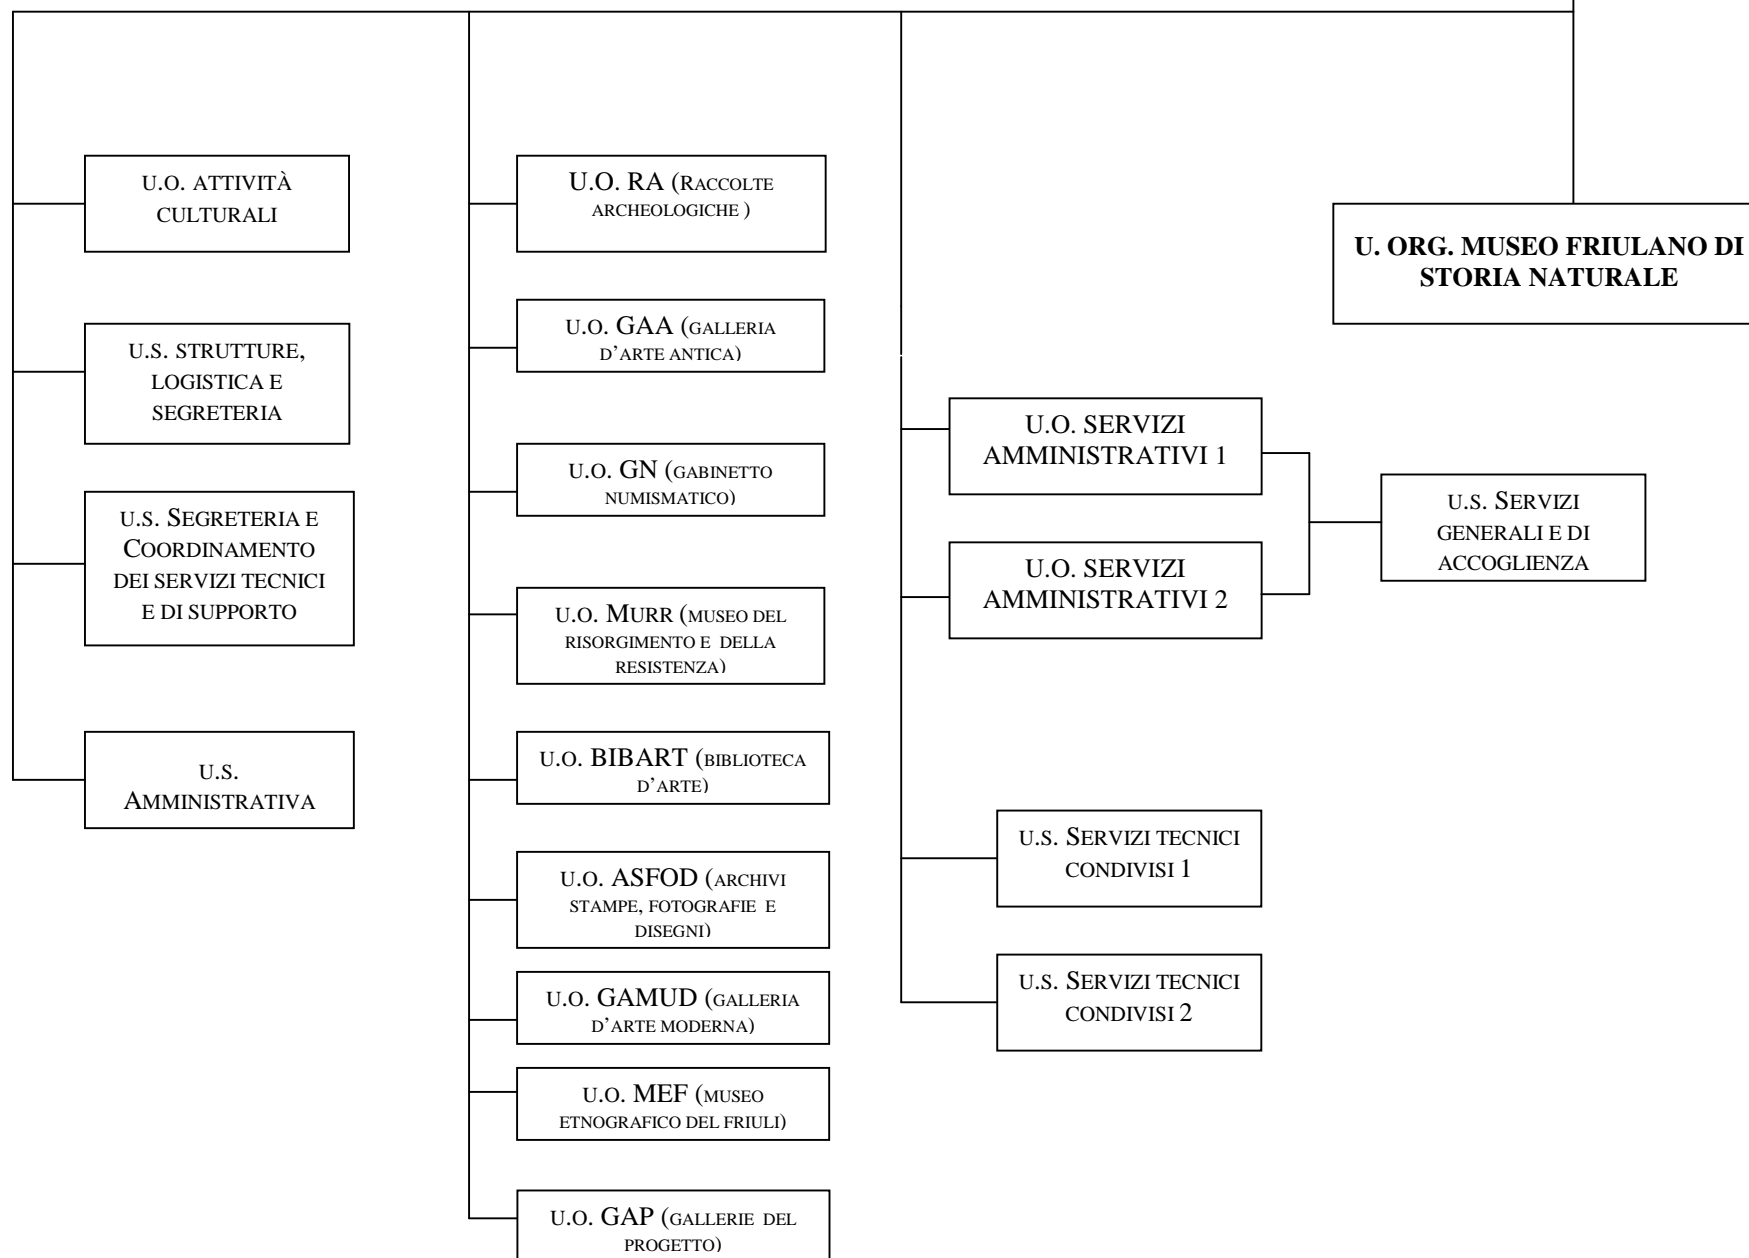 U.O. ATTIVITÀ
CULTURALI
U.S. STRUTTURE,
LOGISTICA E
SEGRETERIA
U.S. SEGRETERIA E
COORDINAMENTO
DEI SERVIZI TECNICI
E DI SUPPORTO
U.S.
AMMINISTRATIVA
U.O. RA (RACCOLTE
ARCHEOLOGICHE )
U.O. GAA (GALLERIA
D’ARTE ANTICA)
U.O. GN (GABINETTO
NUMISMATICO)
U.O. MURR (MUSEO DEL
RISORGIMENTO E DELLA
RESISTENZA)
U.O. BIBART (BIBLIOTECA
D’ARTE)
U.O. ASFOD (ARCHIVI
STAMPE, FOTOGRAFIE E
DISEGNI)
U.O. GAMUD (GALLERIA
D’ARTE MODERNA)
U.O. MEF (MUSEO
ETNOGRAFICO DEL FRIULI)
U.O. GAP (GALLERIE DEL
PROGETTO)
U.O. SERVIZI
AMMINISTRATIVI 1
U.O. SERVIZI
AMMINISTRATIVI 2
U.S. SERVIZI TECNICI
CONDIVISI 1
U.S. SERVIZI TECNICI
CONDIVISI 2
U. ORG. MUSEO FRIULANO DI
STORIA NATURALE
U.S. SERVIZI
GENERALI E DI
ACCOGLIENZA